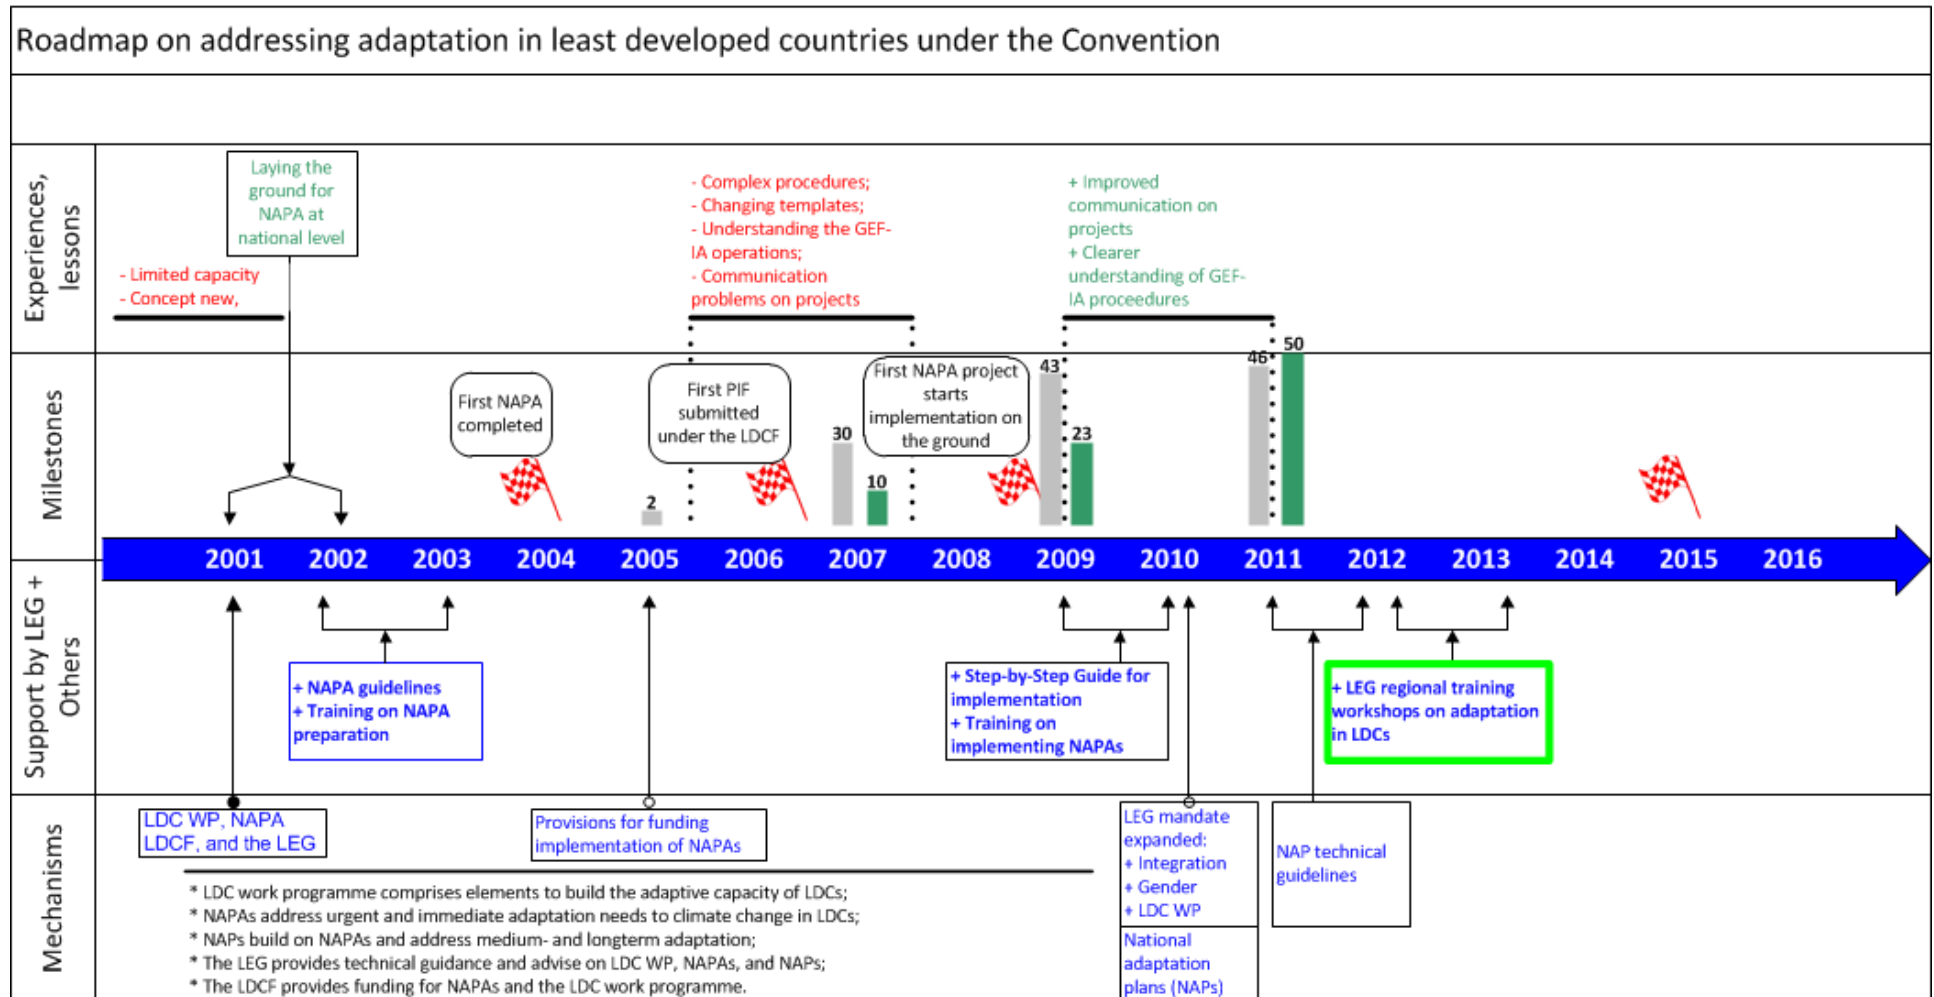 Roadmap on addressing adaptation in least developed countries under the Convention
Experiences,
lessons
- Limited capacity
- Concept new,
Laying the
ground for
NAPA at
national level
- Complex procedures;
- Changing templates;
- Understanding the GEF-
IA operations;
- Communication
problems on projects
+ Improved
communication on
projects
+ Clearer
understanding of GEF-
IA proceedures
Milestones
First NAPA
completed
First PIF
submitted
under the LDCF
First NAPA project
starts
implementation on
the ground
2
30
10
43
23
46
50
2001 2002 2003 2004 2005 2006 2007 2008 2009 2010 2011 2012 2013 2014 2015 2016
Support by LEG +
Others
+ NAPA guidelines
+ Training on NAPA
preparation
+ Step-by-Step Guide for
implementation
+ Training on
implementing NAPAs
+ LEG regional training
workshops on adaptation
in LDCs
Mechanisms
LDC WP, NAPA
LDCF, and the LEG
Provisions for funding
implementation of NAPAs
LEG mandate
expanded:
+ Integration
+ Gender
+ LDC WP
National
adaptation
plans (NAPs)
NAP technical
guidelines
* LDC work programme comprises elements to build the adaptive capacity of LDCs;
* NAPAs address urgent and immediate adaptation needs to climate change in LDCs;
* NAPs build on NAPAs and address medium- and longterm adaptation;
* The LEG provides technical guidance and advise on LDC WP, NAPAs, and NAPs;
* The LDCF provides funding for NAPAs and the LDC work programme.